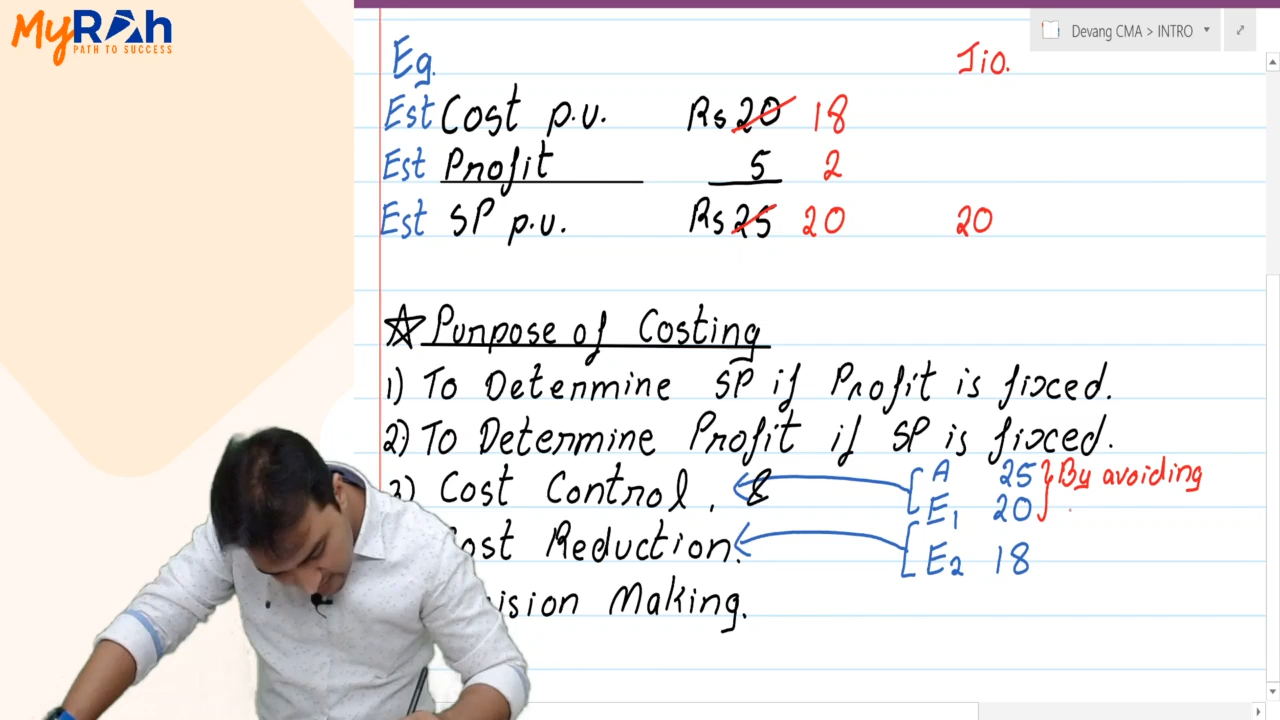 MyRAh
PATH TO SUCCESS
Devang CMA > INTRO
Eg. Jio.
Est Cost p.u. Rs 20 18
Est Profit 5 2
Est SP p.u. Rs 25 20 20
Purpose of Costing
1) To Determine SP if Profit is fixed.
2) To Determine Profit if SP is fixed.
3) Cost Control. & A 25 By avoiding
E1 20
Cost Reduction. E2 18
ision Making.